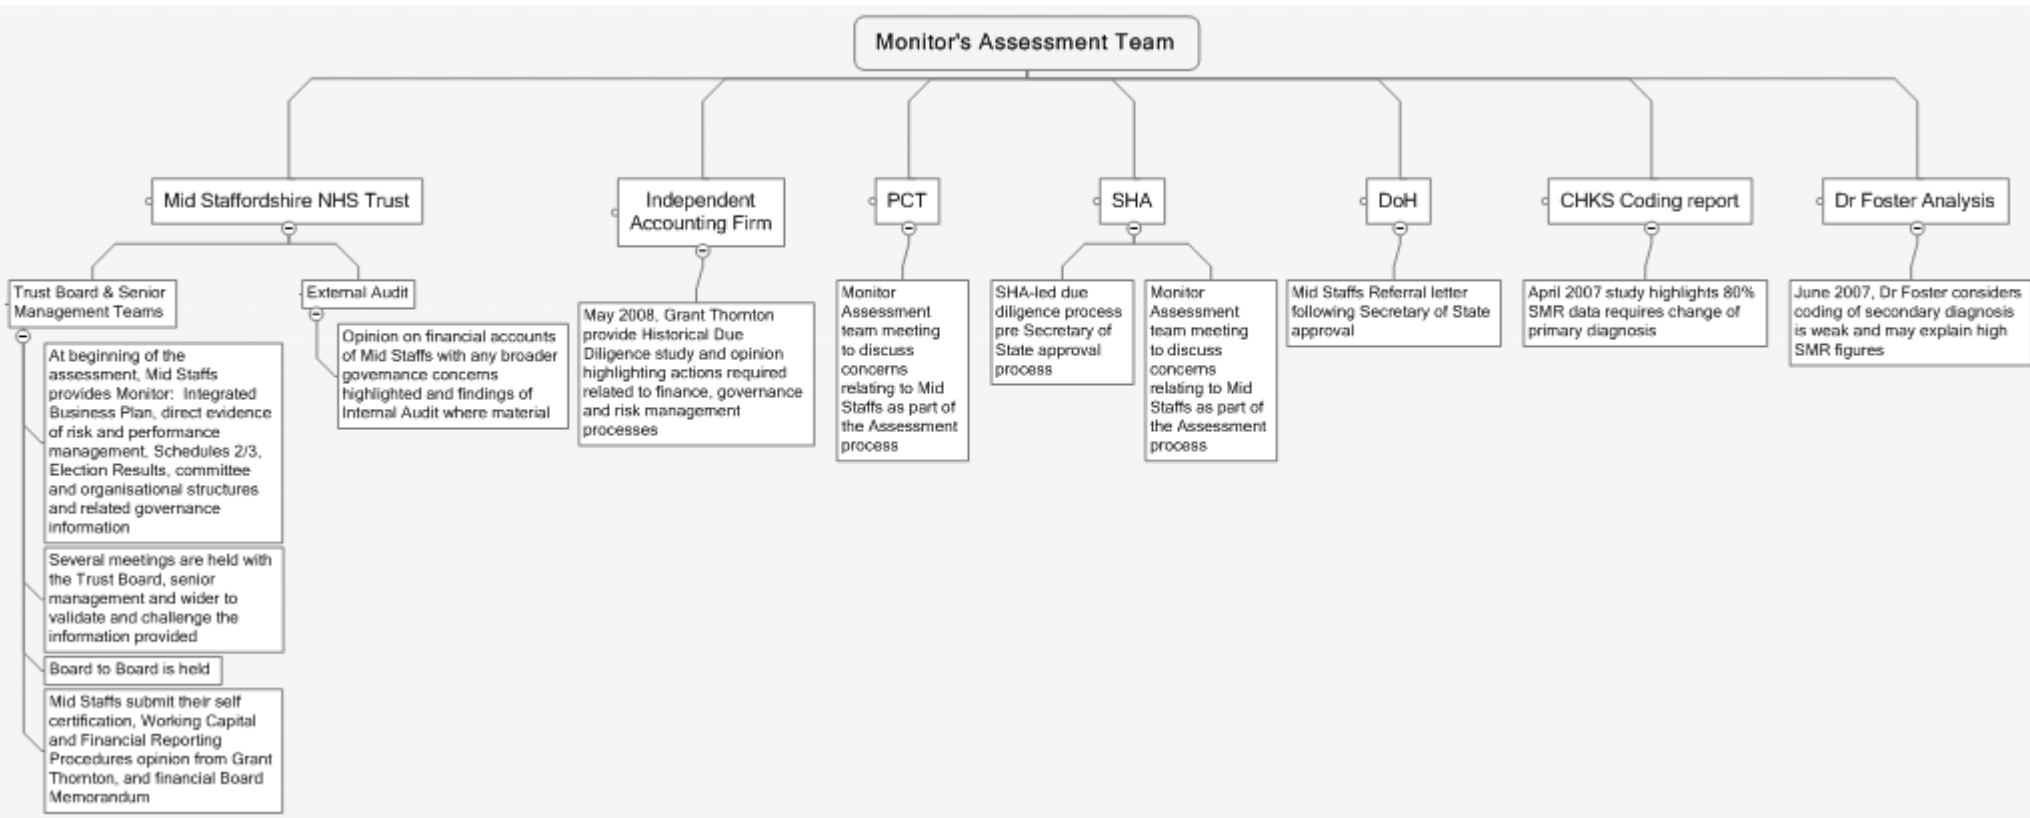 Monitor's Assessment Team
Mid Staffordshire NHS Trust
Independent
Accounting Firm
PCT
SHA
DoH
CHKS Coding report
Dr Foster Analysis
Trust Board & Senior
Management Teams
At beginning of the
assessment, Mid Staffs
provides Monitor: Integrated
Business Plan, direct evidence
of risk and performance
management, Schedules 2/3,
Election Results, committee
and organisational structures
and related governance
information
Several meetings are held with
the Trust Board, senior
management and wider to
validate and challenge the
information provided
Board to Board is held
Mid Staffs submit their self
certification, Working Capital
and Financial Reporting
Procedures opinion from Grant
Thornton, and financial Board
Memorandum
External Audit
Opinion on financial accounts
of Mid Staffs with any broader
governance concerns
highlighted and findings of
Internal Audit where material
May 2008, Grant Thornton
provide Historical Due
Diligence study and opinion
highlighting actions required
related to finance, governance
and risk management
processes
Monitor
Assessment
team meeting
to discuss
concerns
relating to Mid
Staffs as part of
the Assessment
process
SHA-led due
diligence process
pre Secretary of
State approval
process
Monitor
Assessment
team meeting
to discuss
concerns
relating to Mid
Staffs as part of
the Assessment
process
Mid Staffs Referral letter
following Secretary of State
approval
April 2007 study highlights 80%
SMR data requires change of
primary diagnosis
June 2007, Dr Foster considers
coding of secondary diagnosis
is weak and may explain high
SMR figures